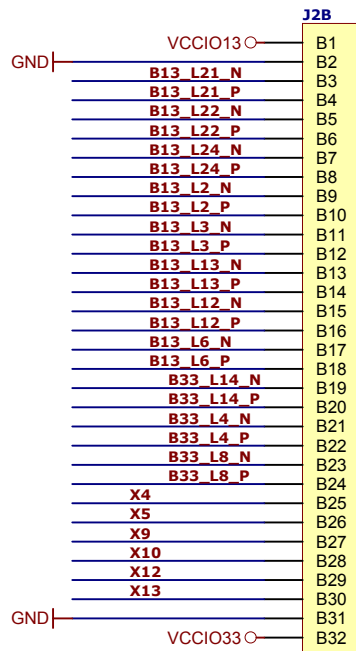 J2B
VCCIO13 B1
GND B2
B13_L21_N B3
B13_L21_P B4
B13_L22_N B5
B13_L22_P B6
B13_L24_N B7
B13_L24_P B8
B13_L2_N B9
B13_L2_P B10
B13_L3_N B11
B13_L3_P B12
B13_L13_N B13
B13_L13_P B14
B13_L12_N B15
B13_L12_P B16
B13_L6_N B17
B13_L6_P B18
B33_L14_N B19
B33_L14_P B20
B33_L4_N B21
B33_L4_P B22
B33_L8_N B23
B33_L8_P B24
X4 B25
X5 B26
X9 B27
X10 B28
X12 B29
X13 B30
GND B31
VCCIO33 B32